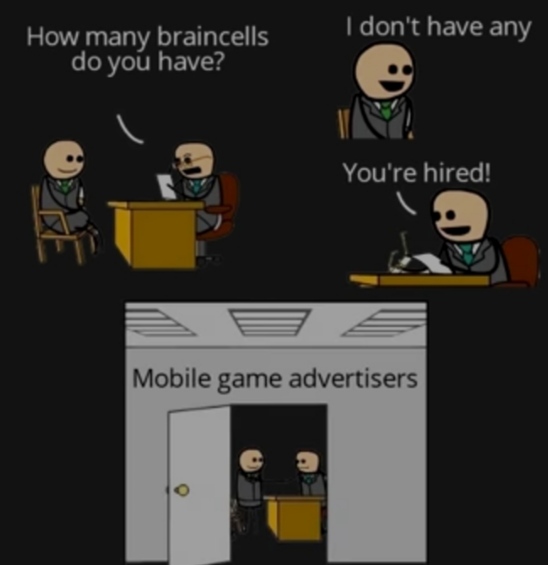 How many braincells
do you have?
I don't have any
You're hired!
Mobile game advertisers